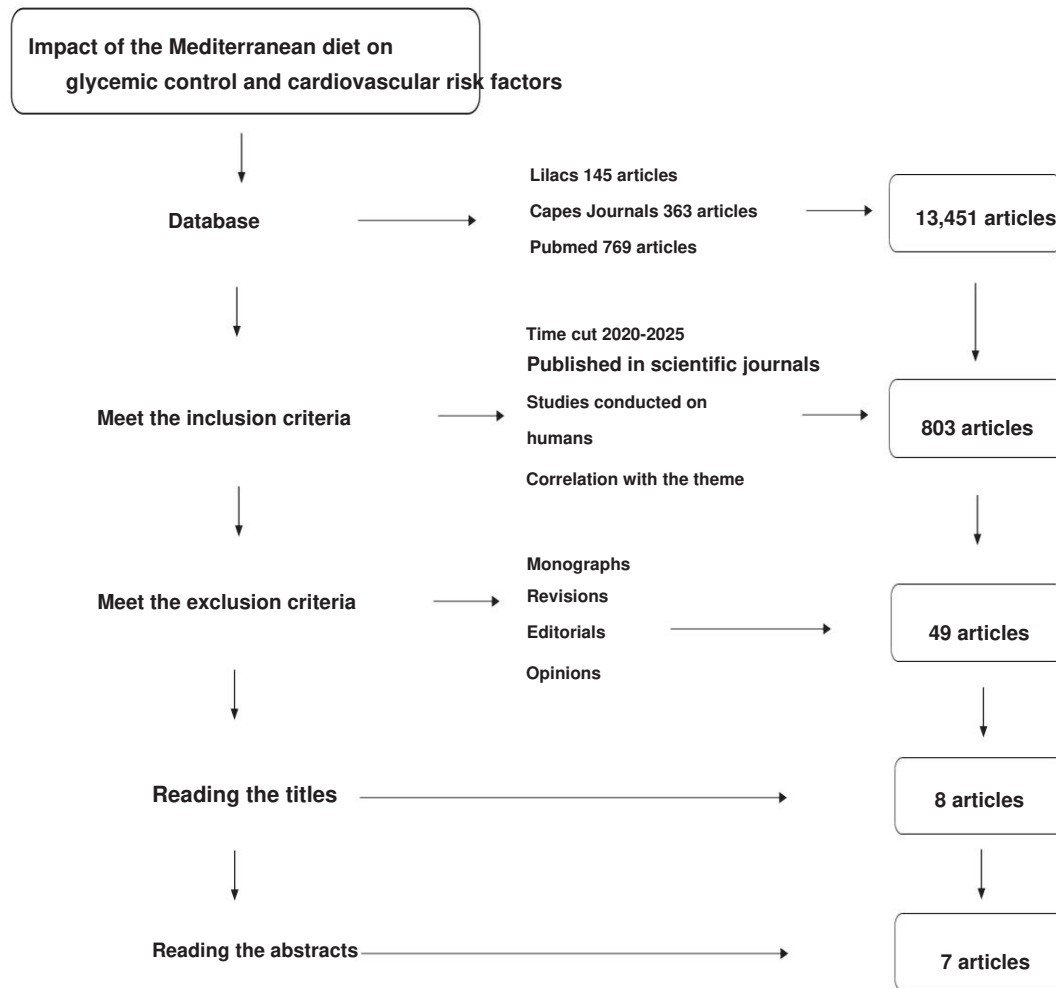 Impact of the Mediterranean diet on
glycemic control and cardiovascular risk factors
Database
Lilacs 145 articles
Capes Journals 363 articles
Pubmed 769 articles
13,451 articles
Meet the inclusion criteria
Time cut 2020-2025
Published in scientific journals
Studies conducted on
humans
Correlation with the theme
803 articles
Meet the exclusion criteria
Monographs
Revisions
Editorials
Opinions
49 articles
Reading the titles
8 articles
Reading the abstracts
7 articles